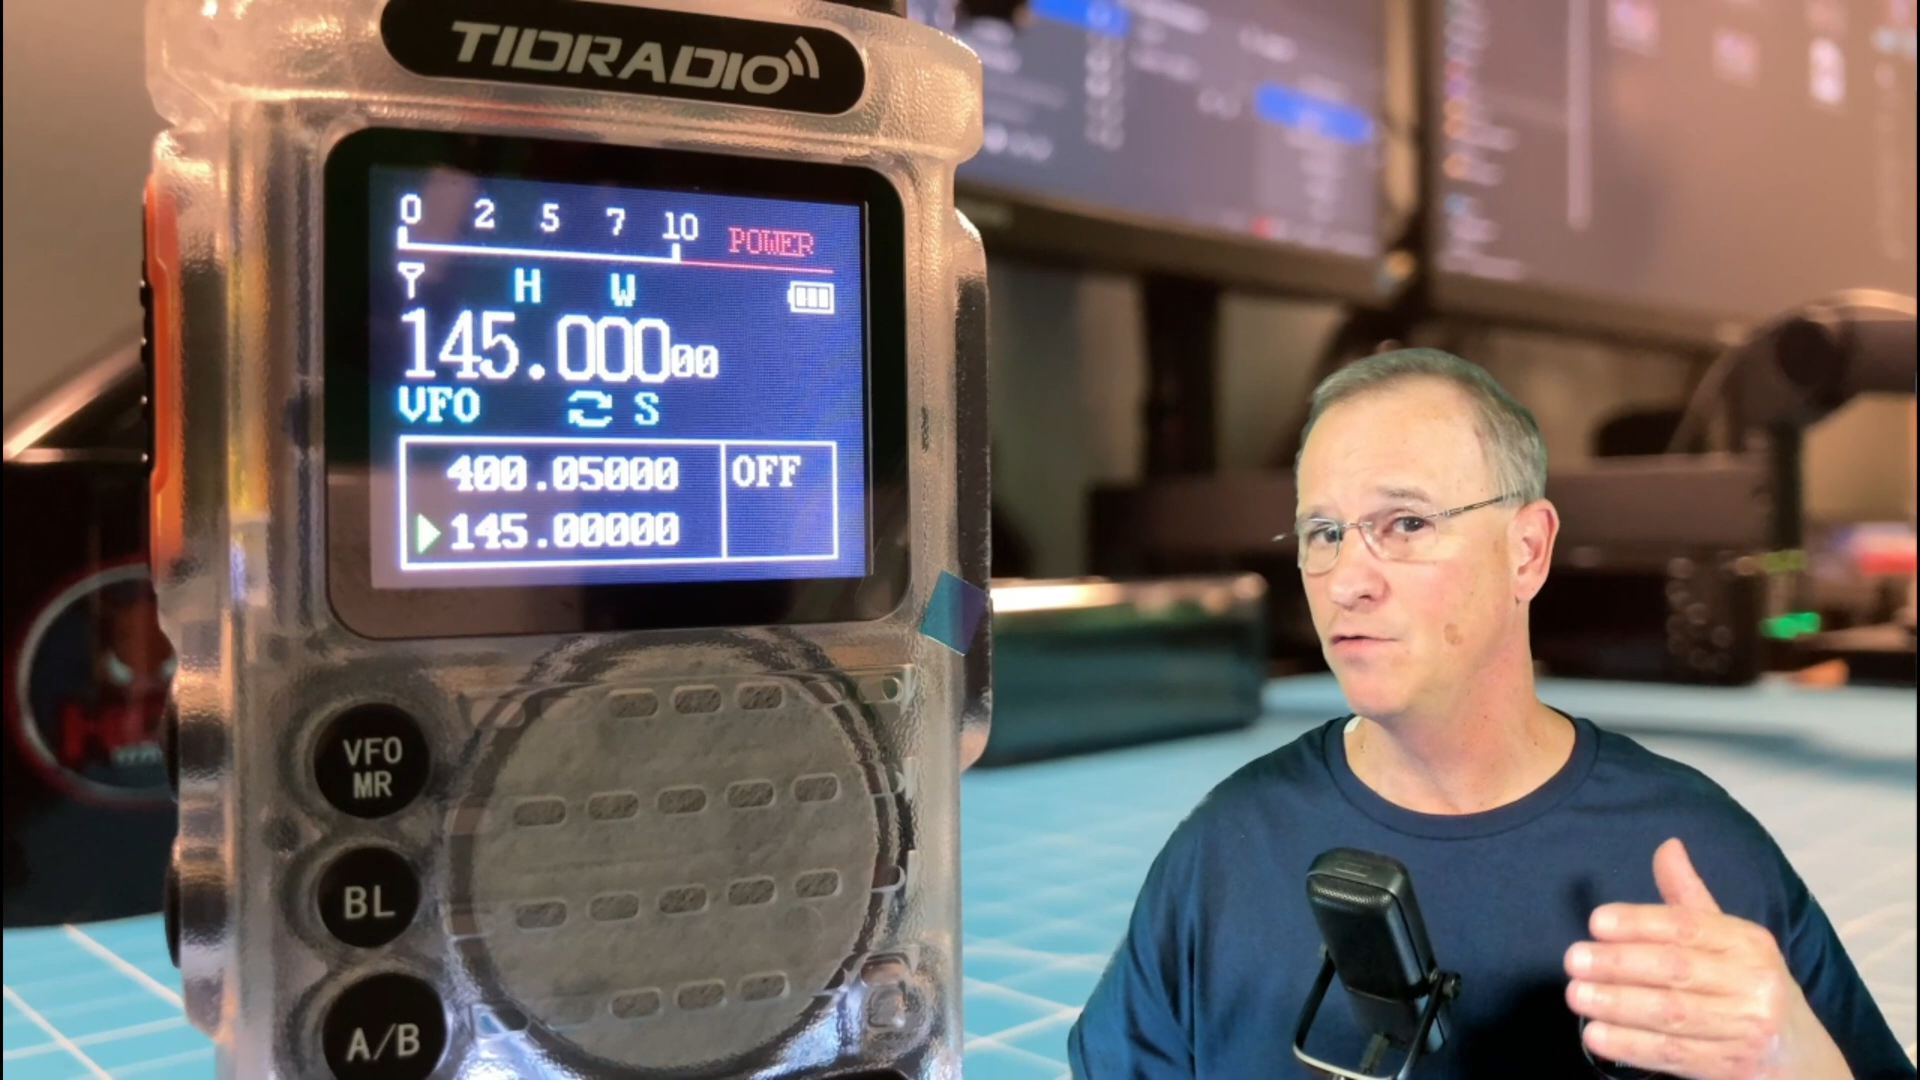 TIDRADIO
0 2 5 7 10 POWER
H W
145.00000
VFO S
400.05000 OFF
145.00000
VFO
MR
BL
A/B